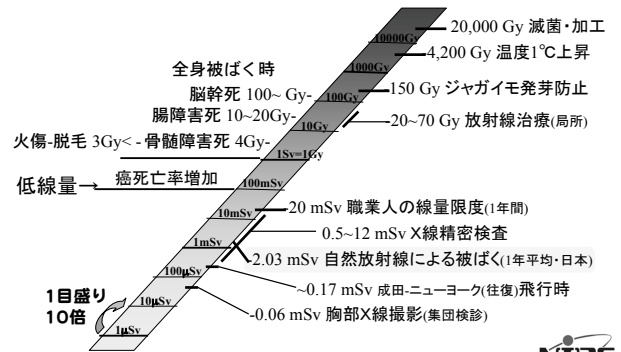 20,000 Gy 滅菌・加工
10000Gy
4,200 Gy 温度1℃上昇
1000Gy
全身被ばく時
脳幹死 100~ Gy-
100Gy
150 Gy ジャガイモ発芽防止
腸障害死 10~20Gy-
10Gy
-20~70 Gy 放射線治療(局所)
火傷-脱毛 3Gy< - 骨髄障害死 4Gy-
1Sv=1Gy
低線量→ 癌死亡率増加
100mSv
10mSv
-20 mSv 職業人の線量限度(1年間)
0.5~12 mSv X線精密検査
1mSv
-2.03 mSv 自然放射線による被ばく(1年平均・日本)
100μSv
~0.17 mSv 成田-ニューヨーク(往復)飛行時
1目盛り
10倍
10μSv
-0.06 mSv 胸部X線撮影(集団検診)
1μSv